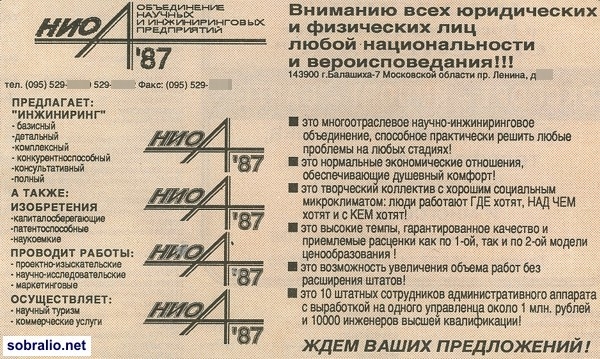 НИО А '87
ОБЪЕДИНЕНИЕ
НАУЧНЫХ
И ИНЖИНИРИНГОВЫХ
ПРЕДПРИЯТИЙ
тел. (095) 529- 529- Факс: (095) 529-
ПРЕДЛАГАЕТ:
"ИНЖИНИРИНГ"
- базисный
- детальный
- комплексный
- конкурентноспособный
- консультативный
- полный
А ТАКЖЕ:
ИЗОБРЕТЕНИЯ
- капиталосберегающие
- патентоспособные
- наукоемкие
ПРОВОДИТ РАБОТЫ:
- проектно-изыскательские
- научно-исследовательские
- маркетинговые
ОСУЩЕСТВЛЯЕТ:
- научный туризм
- коммерческие услуги
НИО А '87
НИО А '87
НИО А '87
НИО А '87
Вниманию всех юридических
и физических лиц
любой национальности
и вероисповедания!!!
143900 г.Балашиха-7 Московской области пр. Ленина, д
это многоотраслевое научно-инжиниринговое
объединение, способное практически решить любые
проблемы на любых стадиях!
это нормальные экономические отношения,
обеспечивающие душевный комфорт!
это творческий коллектив с хорошим социальным
микроклиматом: люди работают ГДЕ хотят, НАД ЧЕМ
хотят и с КЕМ хотят!
это высокие темпы, гарантированное качество и
приемлемые расценки как по 1-ой, так и по 2-ой модели
ценообразования !
это возможность увеличения объема работ без
расширения штатов!
это 10 штатных сотрудников административного аппарата
с выработкой на одного управленца около 1 млн. рублей
и 10000 инженеров высшей квалификации!
ЖДЕМ ВАШИХ ПРЕДЛОЖЕНИЙ!
sobralio.net